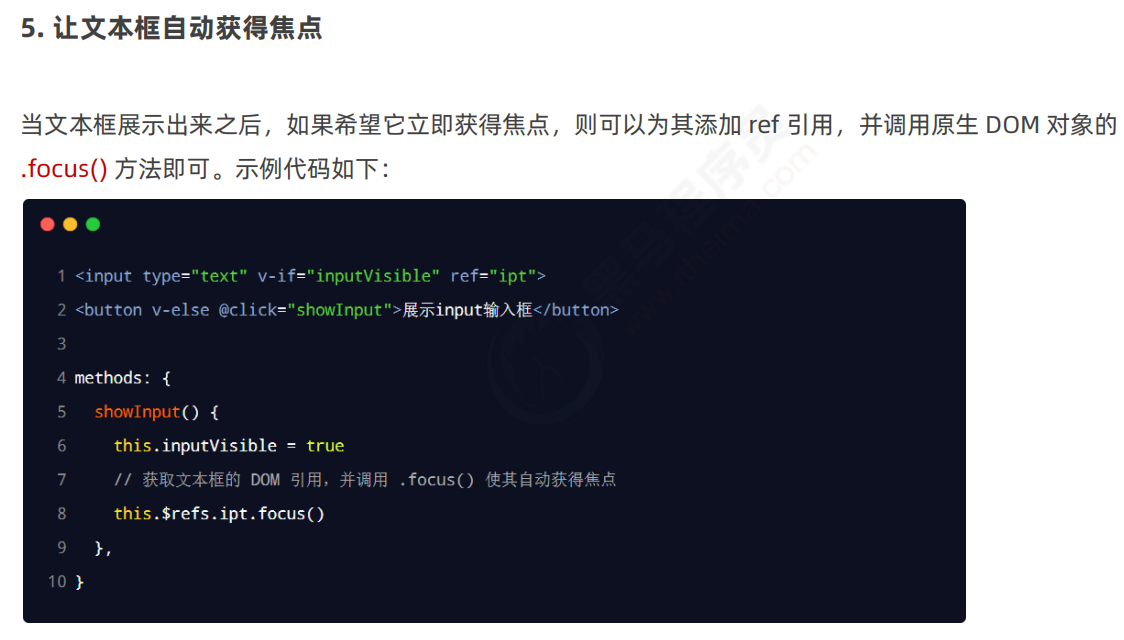 5. 让文本框自动获得焦点
当文本框展示出来之后，如果希望它立即获得焦点，则可以为其添加 ref 引用，并调用原生 DOM 对象的
.focus() 方法即可。示例代码如下：
1 <input type="text" v-if="inputVisible" ref="ipt">
2 <button v-else @click="showInput">展示input输入框</button>
3
4 methods: {
5   showInput() {
6     this.inputVisible = true
7     // 获取文本框的 DOM 引用，并调用 .focus() 使其自动获得焦点
8     this.$refs.ipt.focus()
9   },
10 }
黑马程序员